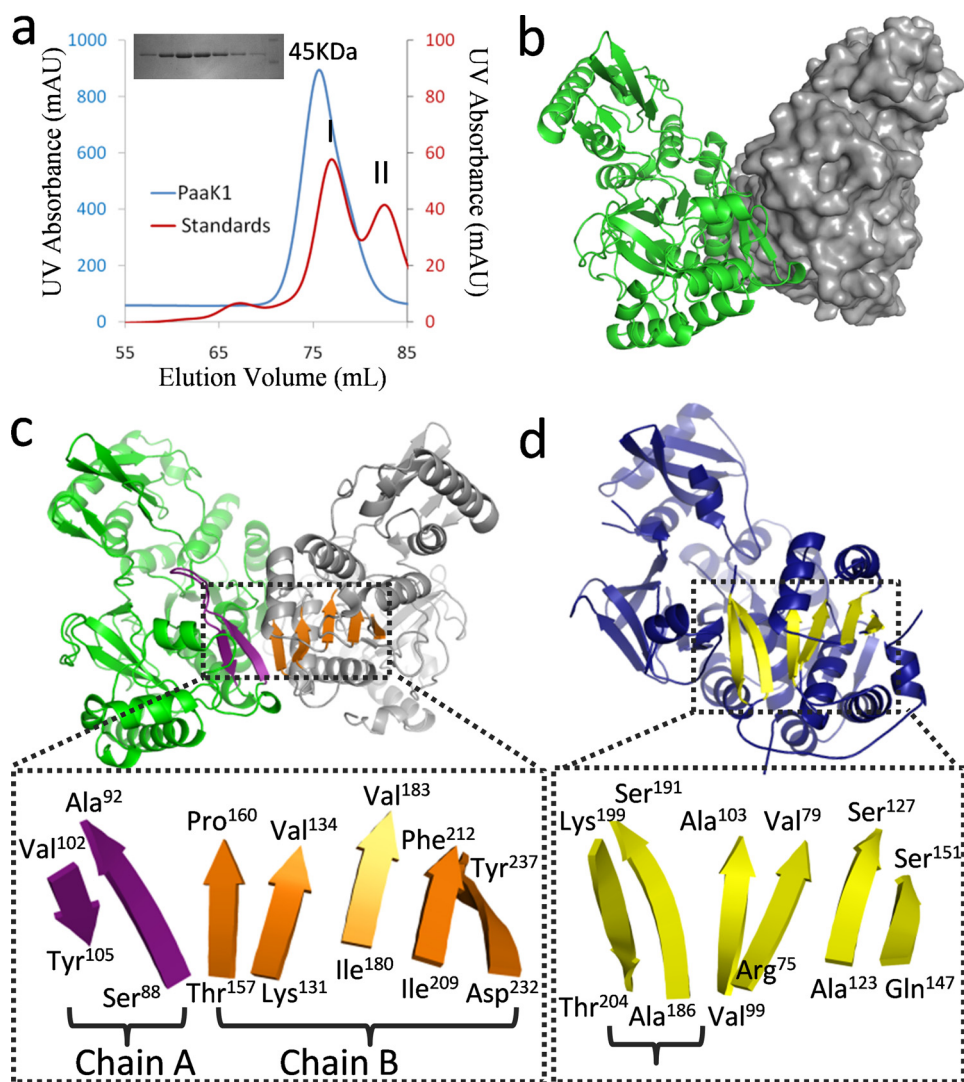 a
b
UV Absorbance (mAU)
1000
800
600
400
200
0
45KDa
I
II
PaaK1
Standards
100
80
60
40
20
0
UV Absorbance (mAU)
55 65 75 85
Elution Volume (mL)
c
d
Ala92
Val102
Tyr105
Ser88
Pro160
Val134
Val183
Phe212
Tyr237
Thr157
Lys131
Ile180
Ile209
Asp232
Chain A
Chain B
Ser191
Lys199
Ala103
Val79
Ser127
Ser151
Thr204
Ala186
Arg75
Val99
Ala123
Gln147